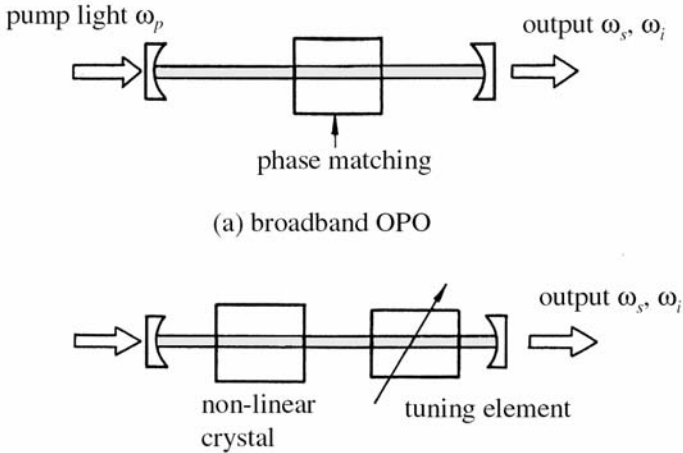 pump light ωp
output ωs, ωi
phase matching
(a) broadband OPO
output ωs, ωi
non-linear
crystal
tuning element